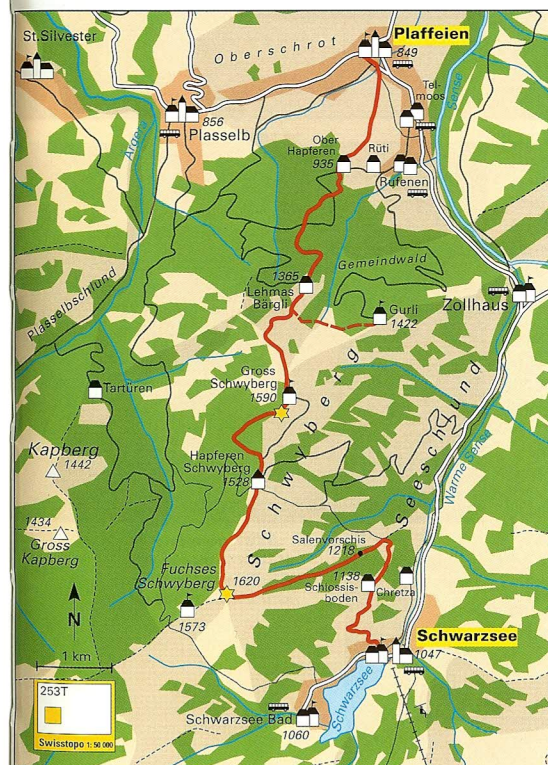 St.Silvester
Oberschrot
Plaffeien
849
Tel-
moos
Sense
856
Plasselb
Ärgera
Ober
Hapferen
935
Rüti
Ryfenen
Gemeindwald
1365
Lehmas
Bärgli
Gurli
1422
Zollhaus
Plasselbschlund
Gross
Schwyberg
1590
Tartüren
Schwyberg
Seeschlund
Kapberg
1442
Hapferen
Schwyberg
1528
Warme Sense
1434
Gross
Kapberg
Salenvorschis
1218
Fuchses
Schwyberg
1620
1138
Schlossis-
boden
Chretza
1573
N
Schwarzsee
1047
1 km
253T
Schwarzsee Bad
1060
Schwarzsee
Swisstopo 1: 50 000